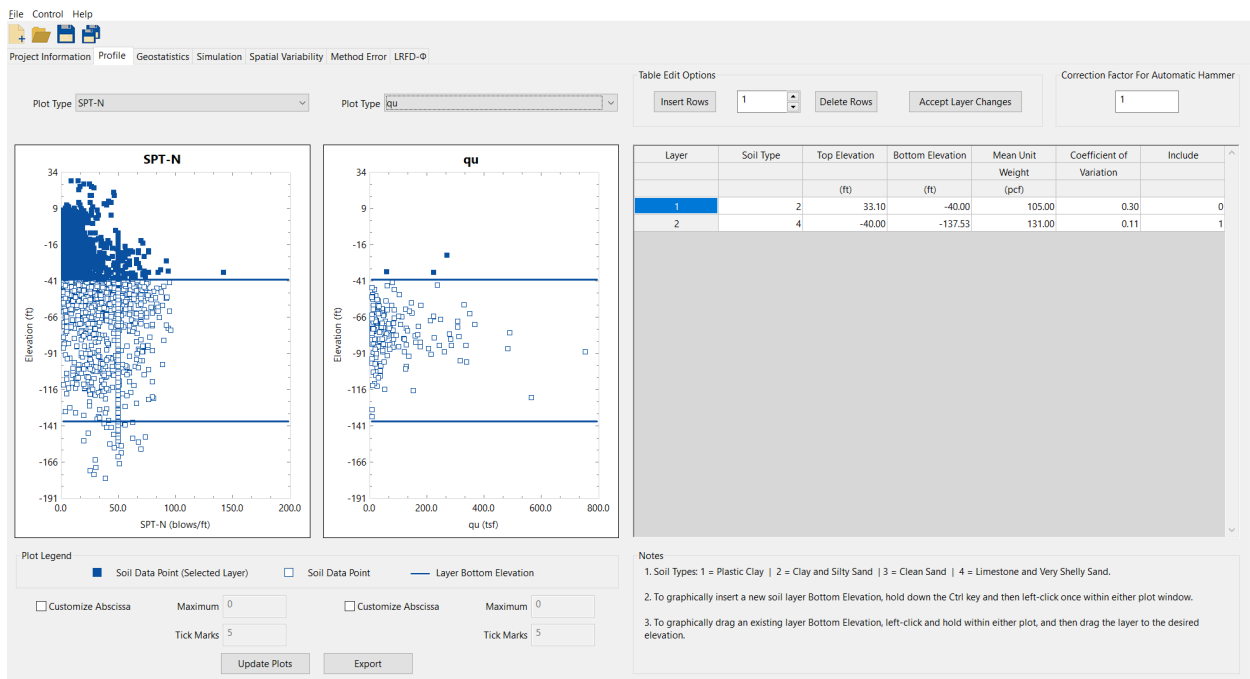 File Control Help
Project Information Profile Geostatistics Simulation Spatial Variability Method Error LRFD-Φ
Plot Type SPT-N
Plot Type qu
Table Edit Options
Insert Rows 1 Delete Rows Accept Layer Changes
Correction Factor For Automatic Hammer
1
SPT-N
34
9
-16
-41
-66
-91
-116
-141
-166
-191
0.0 50.0 100.0 150.0 200.0
Elevation (ft)
SPT-N (blows/ft)
qu
34
9
-16
-41
-66
-91
-116
-141
-166
-191
0.0 200.0 400.0 600.0 800.0
Elevation (ft)
qu (tsf)
Layer Soil Type Top Elevation Bottom Elevation Mean Unit Coefficient of Include
Weight Variation
(ft) (ft) (pcf)
1 2 33.10 -40.00 105.00 0.30 0
2 4 -40.00 -137.53 131.00 0.11 1
Plot Legend
Soil Data Point (Selected Layer) Soil Data Point Layer Bottom Elevation
Customize Abscissa Maximum 0
Tick Marks 5
Customize Abscissa Maximum 0
Tick Marks 5
Update Plots Export
Notes
1. Soil Types: 1 = Plastic Clay | 2 = Clay and Silty Sand | 3 = Clean Sand | 4 = Limestone and Very Shelly Sand.
2. To graphically insert a new soil layer Bottom Elevation, hold down the Ctrl key and then left-click once within either plot window.
3. To graphically drag an existing layer Bottom Elevation, left-click and hold within either plot, and then drag the layer to the desired
elevation.